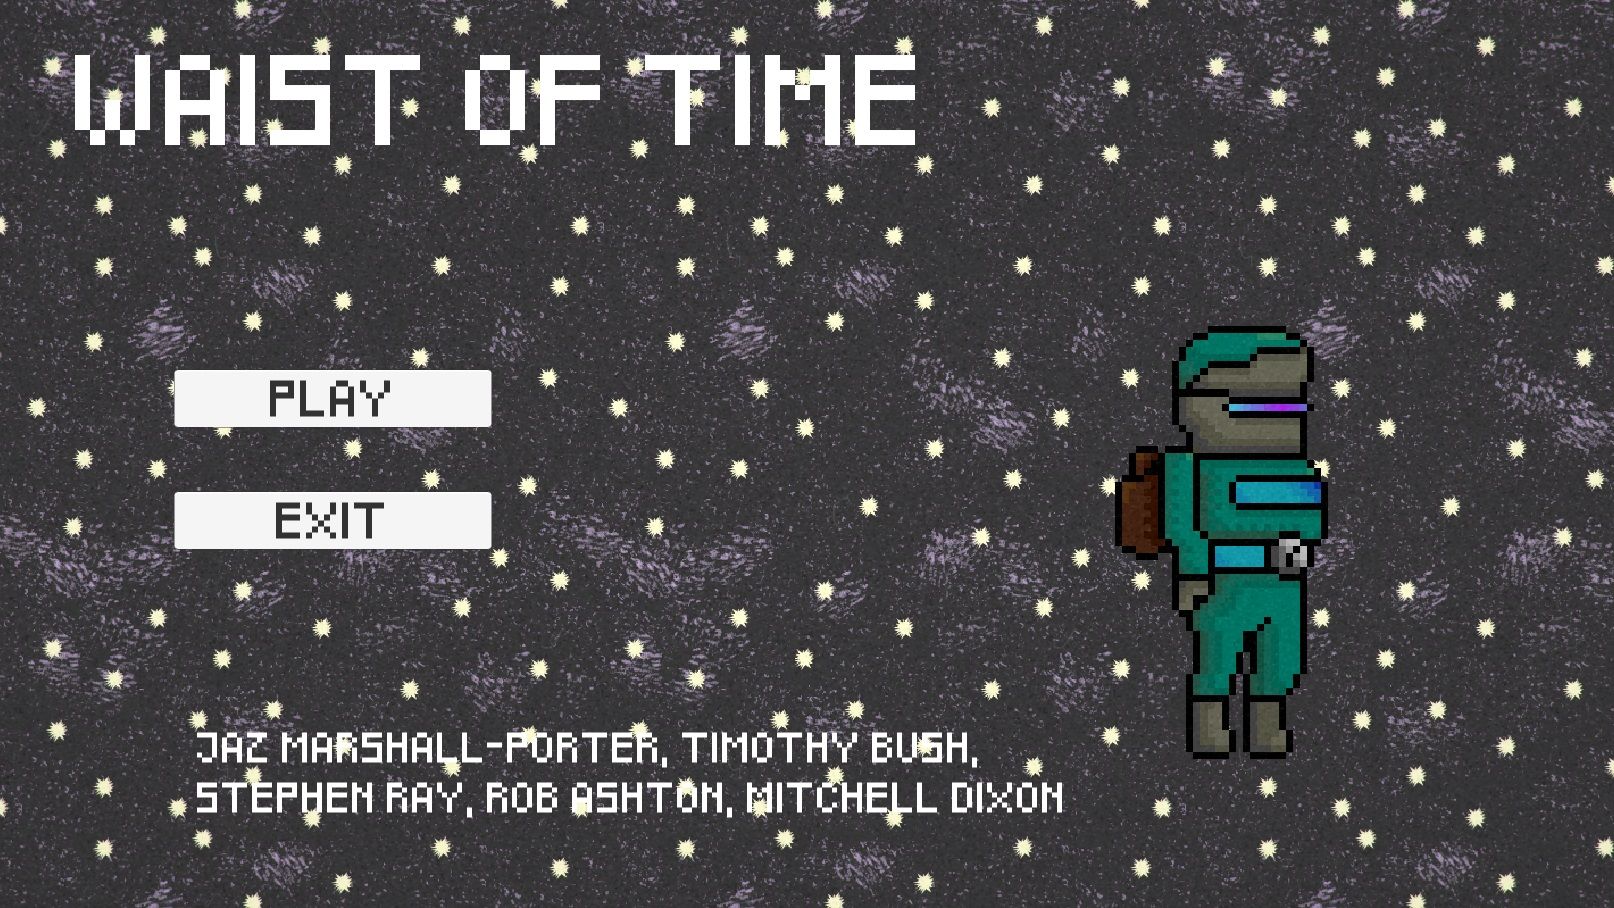 WAIST OF TIME
PLAY
EXIT
JAZ MARSHALL-PORTER, TIMOTHY BUSH,
STEPHEN RAY, ROB ASHTON, MITCHELL DIXON